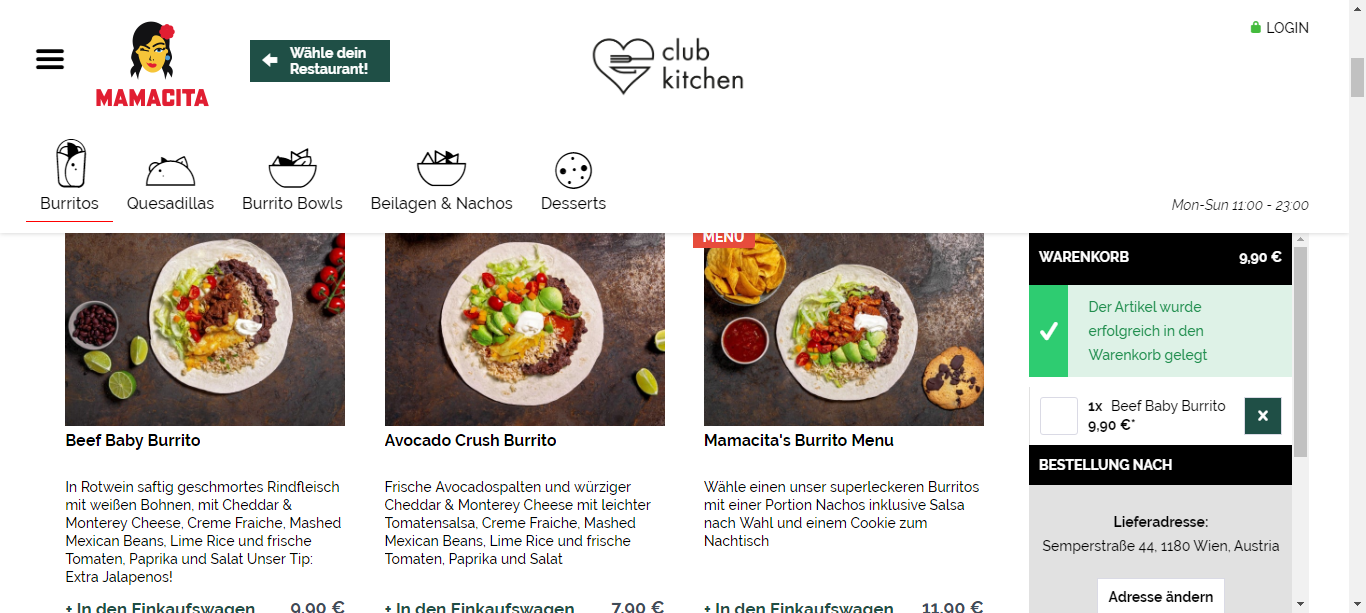 LOGIN
MAMACITA
Wähle dein
Restaurant!
club
kitchen
Burritos
Quesadillas
Burrito Bowls
Beilagen & Nachos
Desserts
Mon-Sun 11:00 - 23:00
MENÜ
Beef Baby Burrito
In Rotwein saftig geschmortes Rindfleisch
mit weißen Bohnen, mit Cheddar &
Monterey Cheese, Creme Fraiche, Mashed
Mexican Beans, Lime Rice und frische
Tomaten, Paprika und Salat Unser Tip:
Extra Jalapenos!
+ In den Einkaufswagen 9,90 €
Avocado Crush Burrito
Frische Avocadospalten und würziger
Cheddar & Monterey Cheese mit leichter
Tomatensalsa, Creme Fraiche, Mashed
Mexican Beans, Lime Rice und frische
Tomaten, Paprika und Salat
+ In den Einkaufswagen 7,90 €
Mamacita's Burrito Menu
Wähle einen unser superleckeren Burritos
mit einer Portion Nachos inklusive Salsa
nach Wahl und einem Cookie zum
Nachtisch
+ In den Einkaufswagen 11,90 €
WARENKORB 9,90 €
Der Artikel wurde
erfolgreich in den
Warenkorb gelegt
1x Beef Baby Burrito
9,90 €*
BESTELLUNG NACH
Lieferadresse:
Semperstraße 44, 1180 Wien, Austria
Adresse ändern